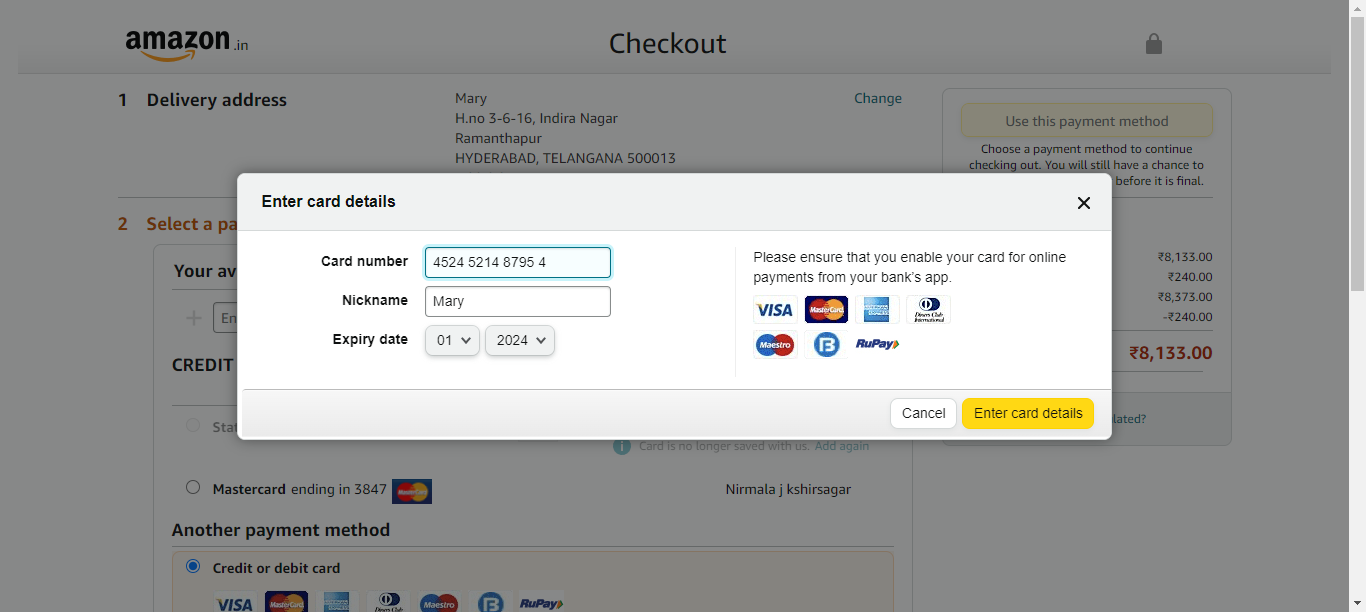 amazon.in
Checkout
1 Delivery address
Mary
H.no 3-6-16, Indira Nagar
Ramanthapur
HYDERABAD, TELANGANA 500013
Change
Use this payment method
Choose a payment method to continue
checking out. You will still have a chance to
before it is final.
2 Select a pa
Your av
En
CREDIT
Stat
Enter card details
Card number 4524 5214 8795 4
Nickname Mary
Expiry date 01 2024
Please ensure that you enable your card for online
payments from your bank's app.
VISA MasterCard AMERICAN EXPRESS Diners Club International
Maestro B RuPay
Cancel
Enter card details
₹8,133.00
₹240.00
₹8,373.00
-₹240.00
₹8,133.00
lated?
i Card is no longer saved with us. Add again
Mastercard ending in 3847 MasterCard Nirmala j kshirsagar
Another payment method
Credit or debit card
VISA MasterCard AMERICAN EXPRESS Diners Club Maestro B RuPay